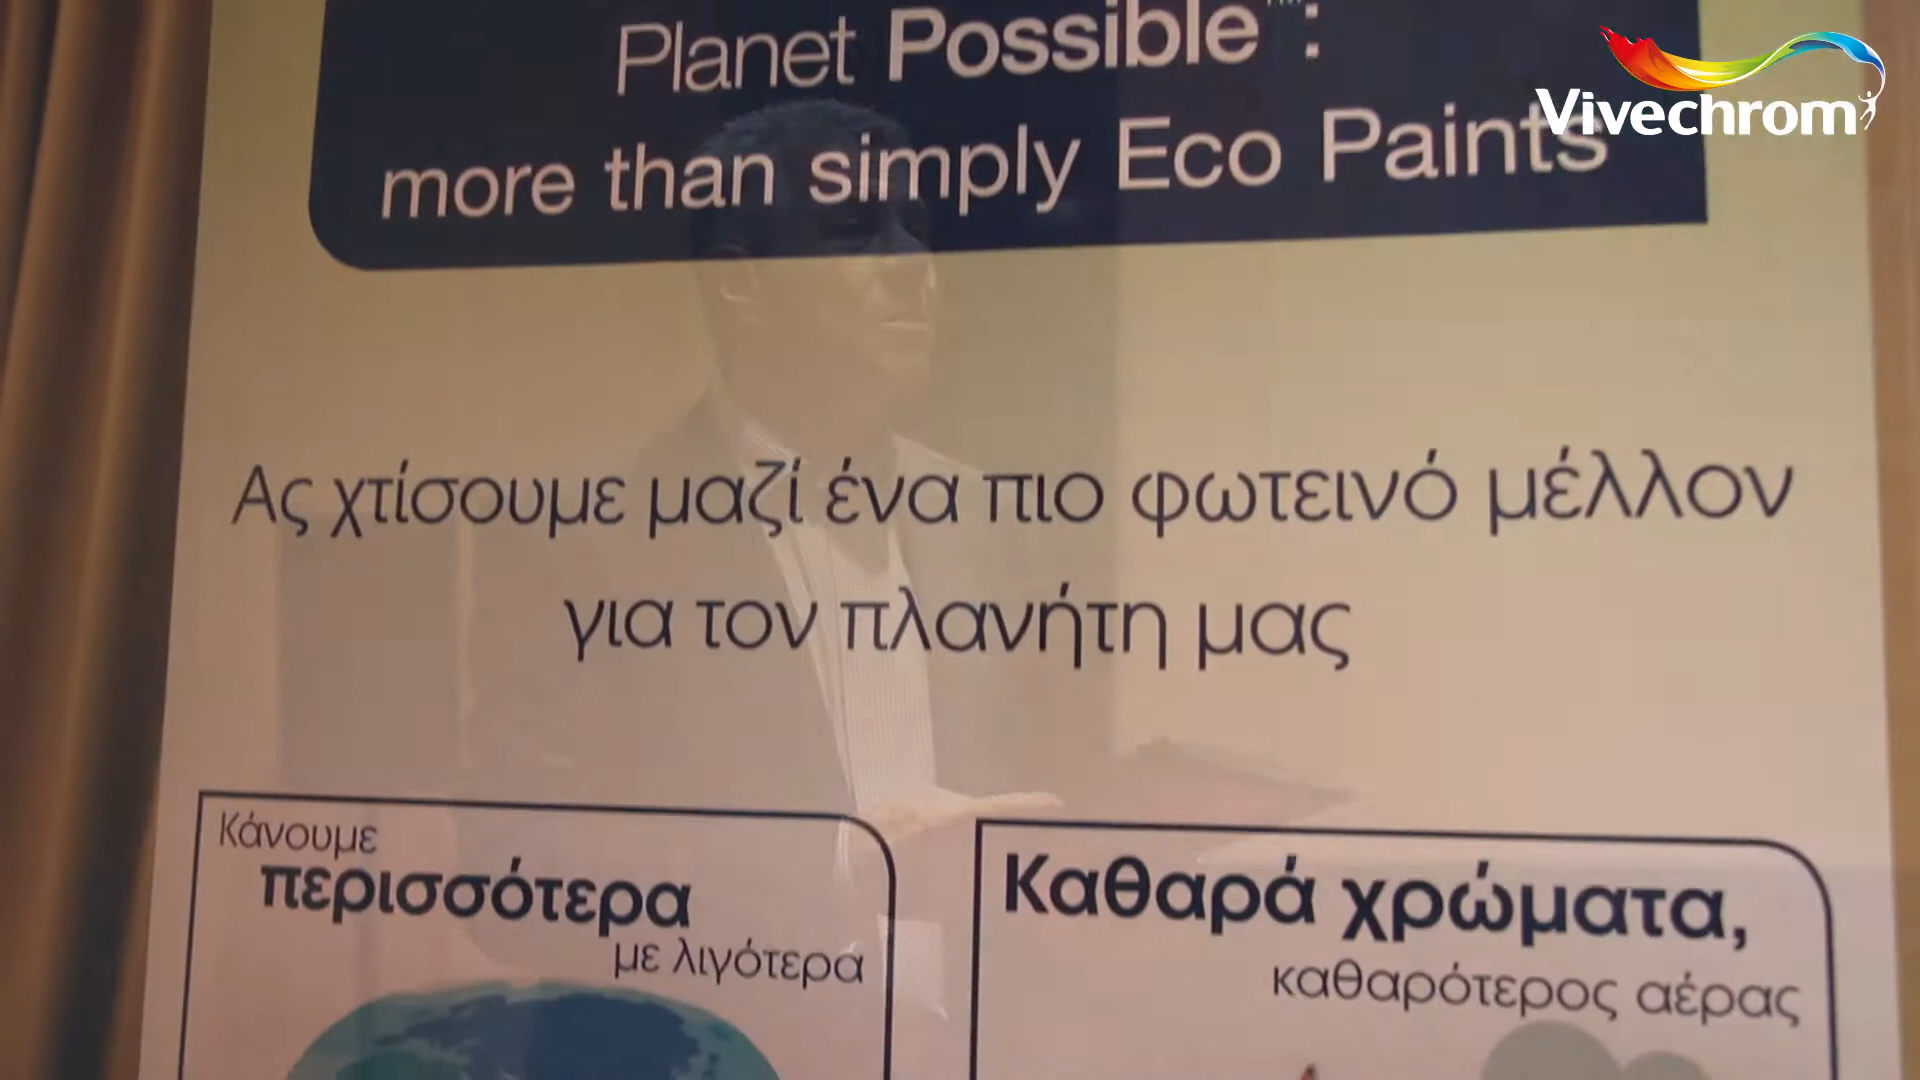 Planet Possible™:
more than simply Eco Paints
Vivechrom
Ας χτίσουμε μαζί ένα πιο φωτεινό μέλλον
για τον πλανήτη μας
Κάνουμε
περισσότερα
με λιγότερα
Καθαρά χρώματα,
καθαρότερος αέρας